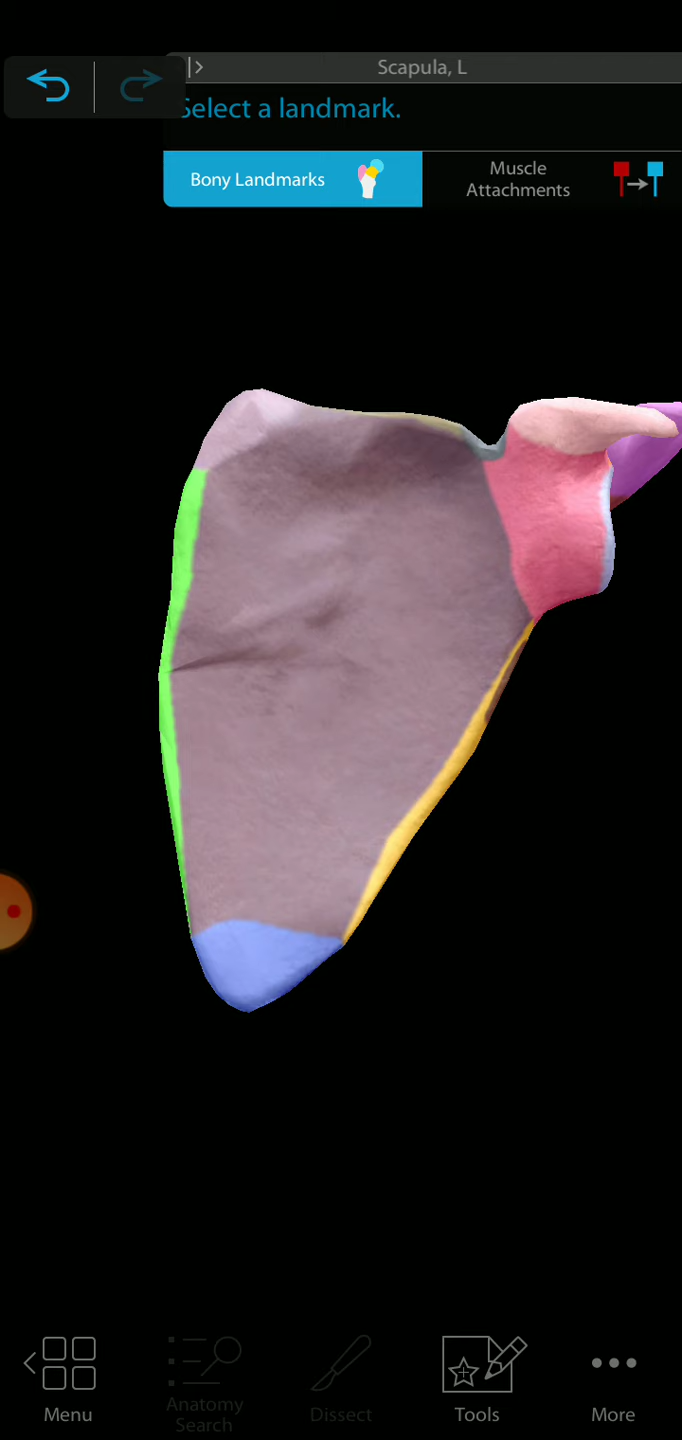 Scapula, L
Select a landmark.
Bony Landmarks
Muscle
Attachments
Menu
Anatomy
Search
Dissect
Tools
More